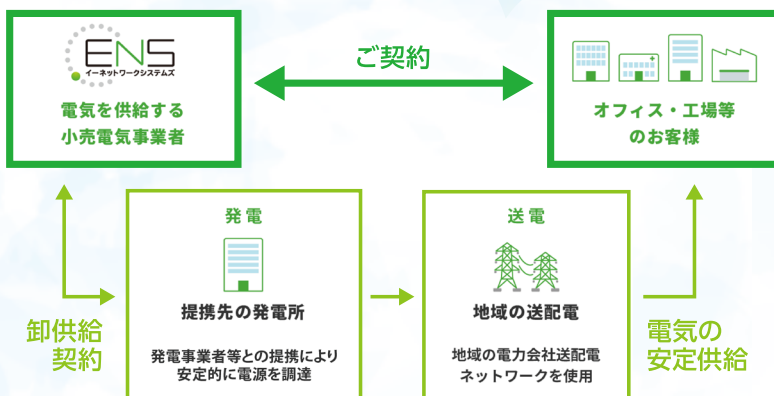 ENS
イーネットワークシステムズ
電気を供給する
小売電気事業者
ご契約
オフィス・工場等
のお客様
卸供給
契約
発電
提携先の発電所
発電事業者等との提携により
安定的に電源を調達
送電
地域の送配電
地域の電力会社送配電
ネットワークを使用
電気の
安定供給